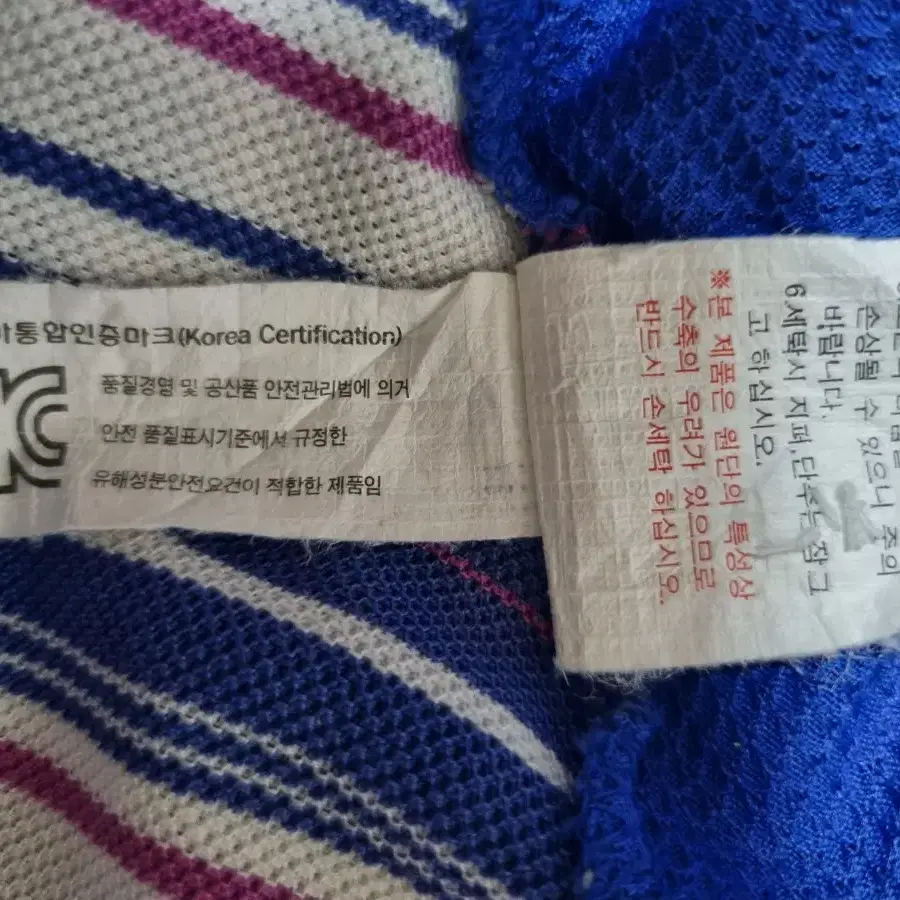 통합인증마크(Korea Certification)
품질경영 및 공산품 안전관리법에 의거
안전 품질표시기준에서 규정한
유해성분안전요건이 적합한 제품임
손상될 수 있으니 주의
바랍니다.
6.세탁시 지퍼,단추는 잠그
고 하십시오.
※본 제품은 원단의 특성상
수축의 우려가 있으므로
반드시 손세탁 하십시오.